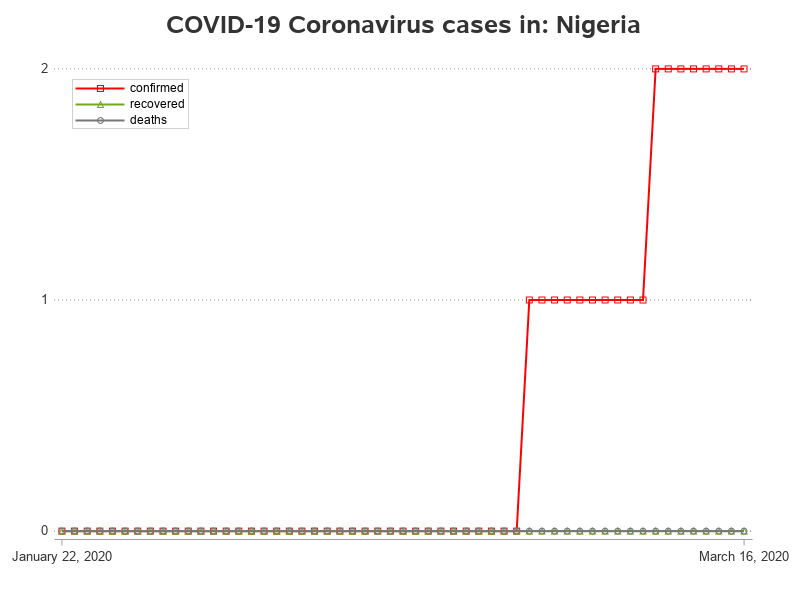 COVID-19 Coronavirus cases in: Nigeria
2
confirmed
recovered
deaths
1
0
January 22, 2020
March 16, 2020